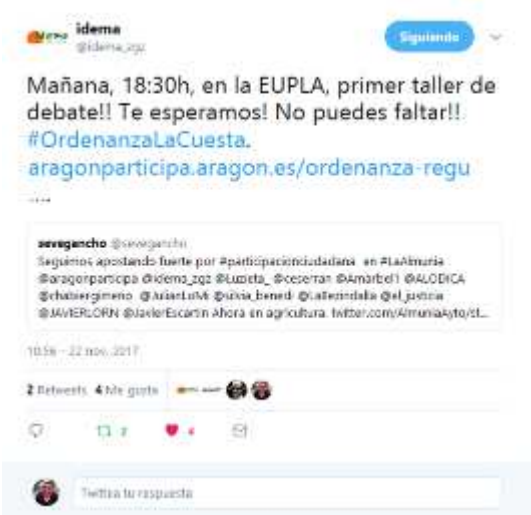 idema
@idema_zgz
Siguiendo
Mañana, 18:30h, en la EUPLA, primer taller de
debate!! Te esperamos! No puedes faltar!!
#OrdenanzaLaCuesta.
aragonparticipa.aragon.es/ordenanza-regu
....
sevegancho @sevegancho
Seguimos apostando fuerte por #participacionciudadana en #LaAlmunia
@aragonparticipa @idema_zgz @Luzieta_ @ceserran @Amarbel1 @ALODICA
@chabiergimeno @JulianLoMi @silvia_benedi @LaBezindalla @el_justicia
@JAVIERLORN @JavierEscartin Ahora en agricultura. twitter.com/AlmuniaAyto/st...
10:56 - 22 nov. 2017
2 Retweets 4 Me gusta
2 4
Twittea tu respuesta